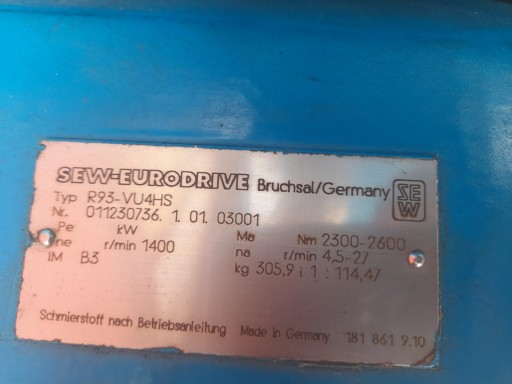 SEW-EURODRIVE Bruchsal/Germany SEW
Typ R93-VU4HS
Nr. 011230736. 1. 01. 03001
Pe kW Ma Nm 2300-2600
ne r/min 1400 na r/min 4,5-27
IM B3 kg 305,9 i 1 : 114,47
Schmierstoff nach Betriebsanleitung Made in Germany 181 861 9.10